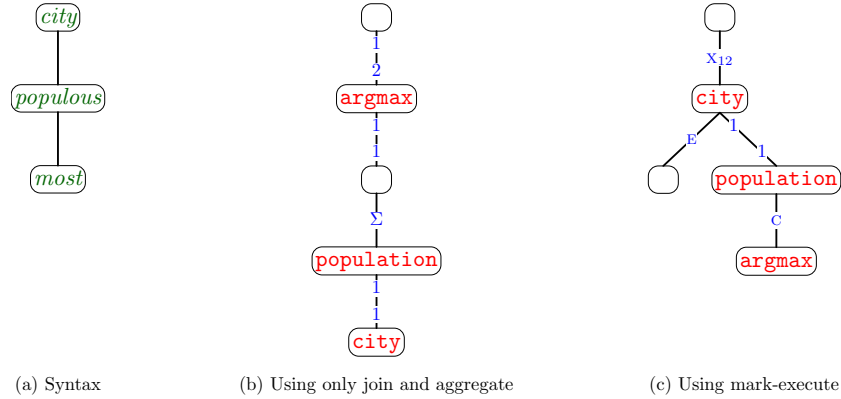 city
populous
most
(a) Syntax
1
2
argmax
1
1
Σ
population
1
1
city
(b) Using only join and aggregate
X12
city
E
1
1
population
C
argmax
(c) Using mark-execute